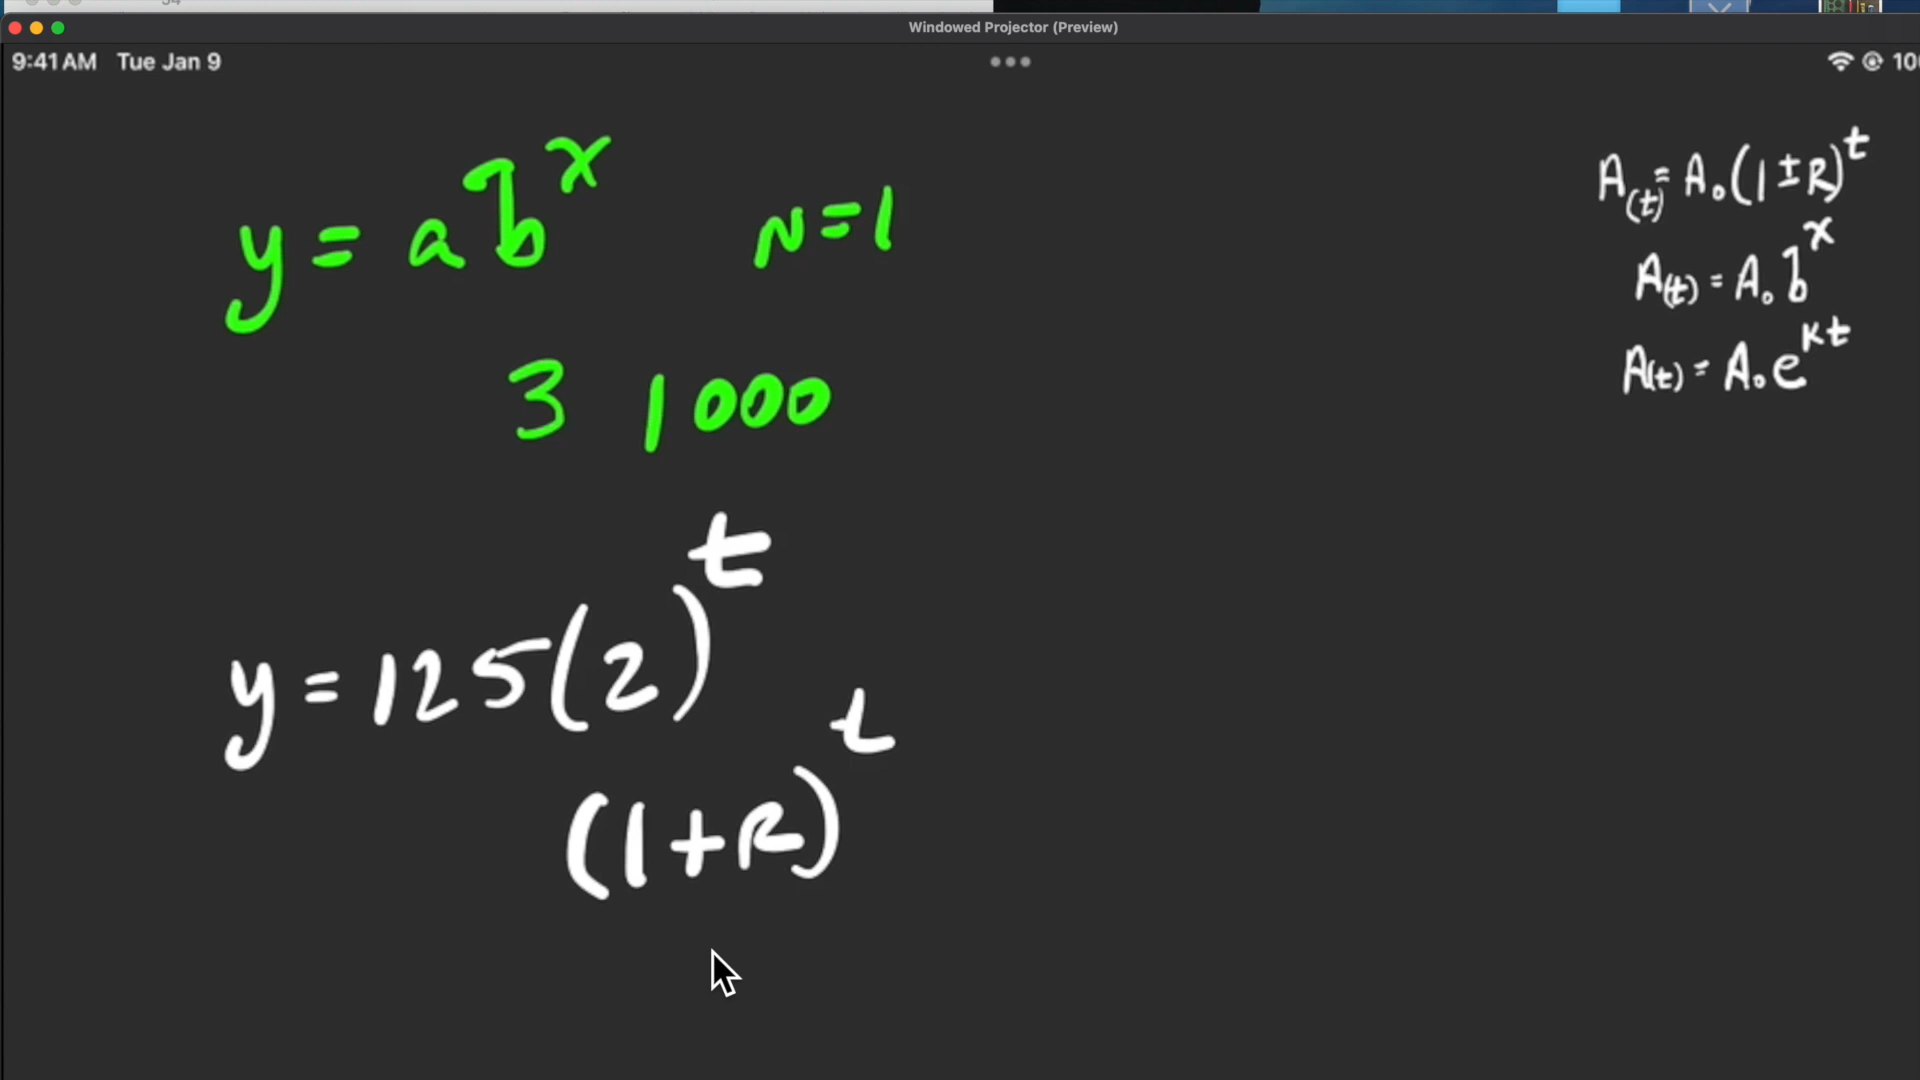 Windowed Projector (Preview)
9:41 AM Tue Jan 9
y = ab^x N=1
3 1000
y = 125(2)^t
(1+R)^t
A(t) = A₀(1±R)^t
A(t) = A₀b^x
A(t) = A₀e^kt